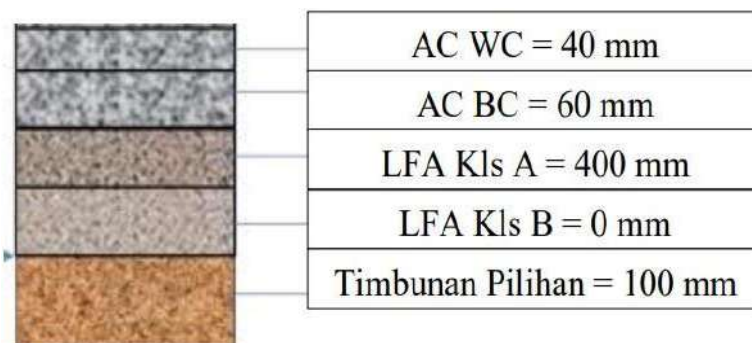 AC WC = 40 mm
AC BC = 60 mm
LFA Kls A = 400 mm
LFA Kls B = 0 mm
Timbunan Pilihan = 100 mm